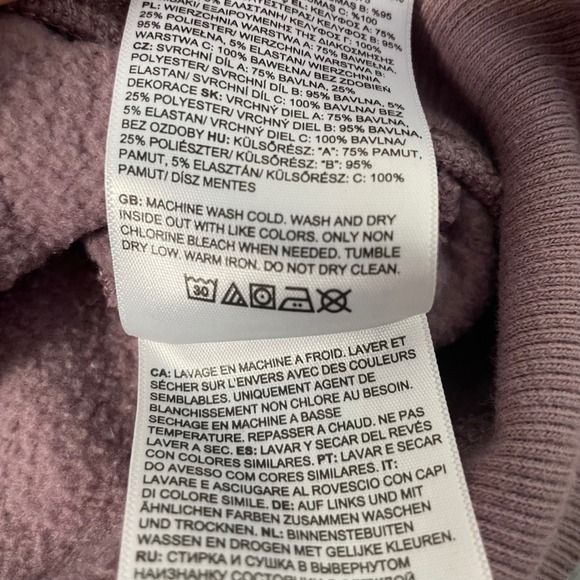 75% BAVLNA, 25%
PL: WIERZCHNIA WARSTWA A: 75% BAWEŁNA,
25% POLIESTER/ WIERZCHNIA WARSTWA B:
95% BAWEŁNA, 5% ELASTAN/ WIERZCHNIA
WARSTWA C: 100% BAWEŁNA/ BEZ ZDOBIEŃ
CZ: SVRCHNÍ DÍL A: 75% BAVLNA, 25%
POLYESTER/ SVRCHNÍ DÍL B: 95% BAVLNA, 5%
ELASTAN/ SVRCHNÍ DÍL C: 100% BAVLNA/ BEZ
DEKORACE SK: VRCHNÝ DIEL A: 75% BAVLNA,
25% POLYESTER/ VRCHNÝ DIEL B: 95% BAVLNA,
5% ELASTAN/ VRCHNÝ DIEL C: 100% BAVLNA/
BEZ OZDOBY HU: KÜLSŐRÉSZ: "A": 75% PAMUT,
25% POLIÉSZTER/ KÜLSŐRÉSZ: "B": 95%
PAMUT, 5% ELASZTÁN/ KÜLSŐRÉSZ: C: 100%
PAMUT/ DÍSZ MENTES
GB: MACHINE WASH COLD. WASH AND DRY
INSIDE OUT WITH LIKE COLORS. ONLY NON
CHLORINE BLEACH WHEN NEEDED. TUMBLE
DRY LOW. WARM IRON. DO NOT DRY CLEAN.
30
CA: LAVAGE EN MACHINE A FROID. LAVER ET
SÉCHER SUR L'ENVERS AVEC DES COULEURS
SEMBLABLES. UNIQUEMENT AGENT DE
BLANCHISSEMENT NON CHLORE AU BESOIN.
SECHAGE EN MACHINE A BASSE
TEMPERATURE. REPASSER A CHAUD. NE PAS
LAVER A SEC. ES: LAVAR Y SECAR DEL REVÉS
CON COLORES SIMILARES. PT: LAVAR E SECAR
DO AVESSO COM CORES SIMILARES. IT:
LAVARE E ASCIUGARE AL ROVESCIO CON CAPI
DI COLORE SIMILE. DE: AUF LINKS UND MIT
ÄHNLICHEN FARBEN ZUSAMMEN WASCHEN
UND TROCKNEN. NL: BINNENSTEBUITEN
WASSEN EN DROGEN MET GELIJKE KLEUREN.
RU: СТИРКА И СУШКА В ВЫВЕРНУТОМ
НАИЗНАНКУ